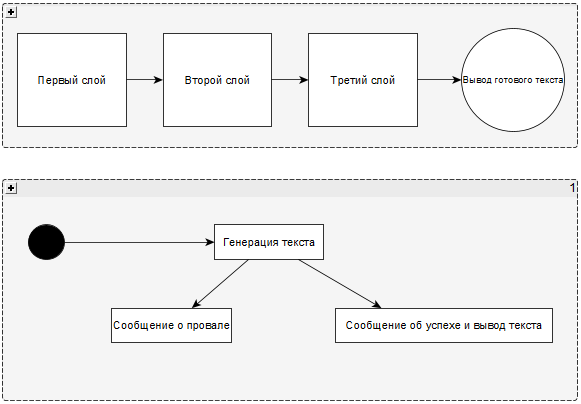 Первый слой
Второй слой
Третий слой
Вывод готового текста
1
Генерация текста
Сообщение о провале
Сообщение об успехе и вывод текста